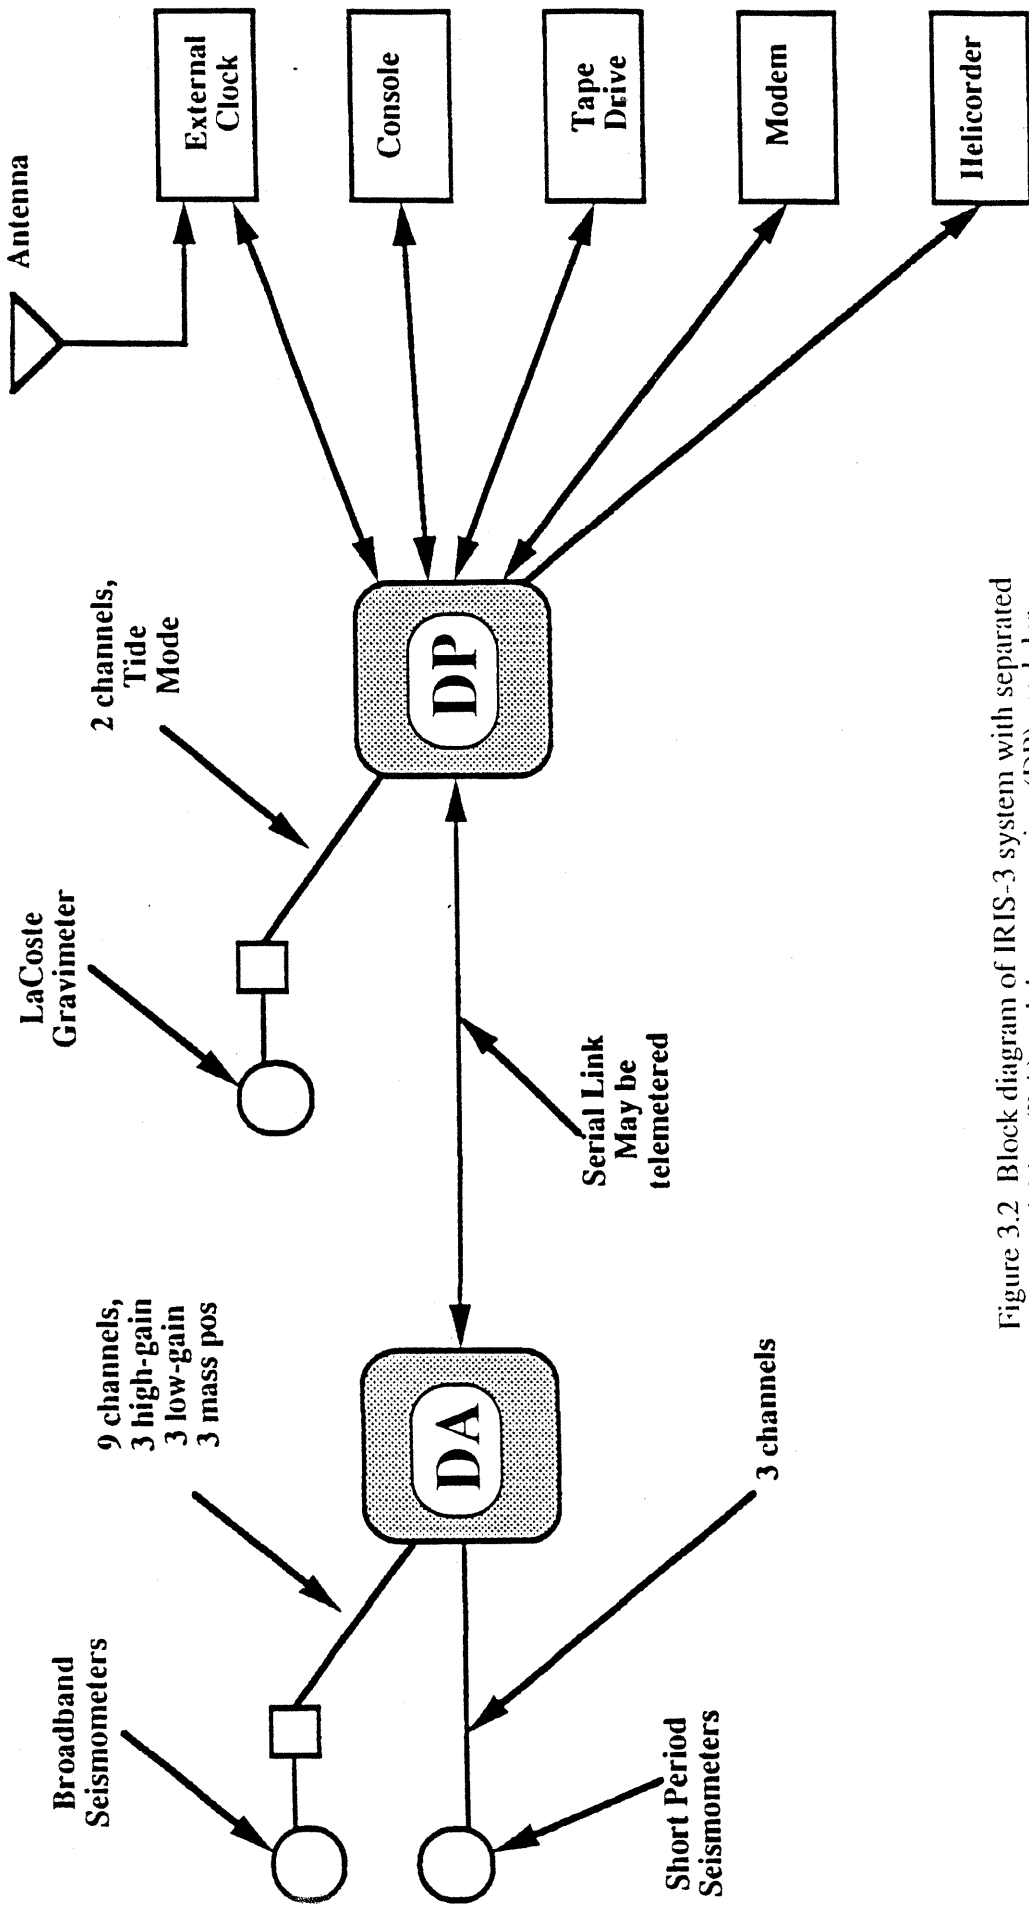 Antenna
External
Clock
Console
Tape
Drive
Modem
Helicorder
2 channels,
Tide
Mode
DP
LaCoste
Gravimeter
Serial Link
May be
telemetered
9 channels,
3 high-gain
3 low-gain
3 mass pos
DA
3 channels
Broadband
Seismometers
Short Period
Seismometers
Figure 3.2 Block diagram of IRIS-3 system with separated